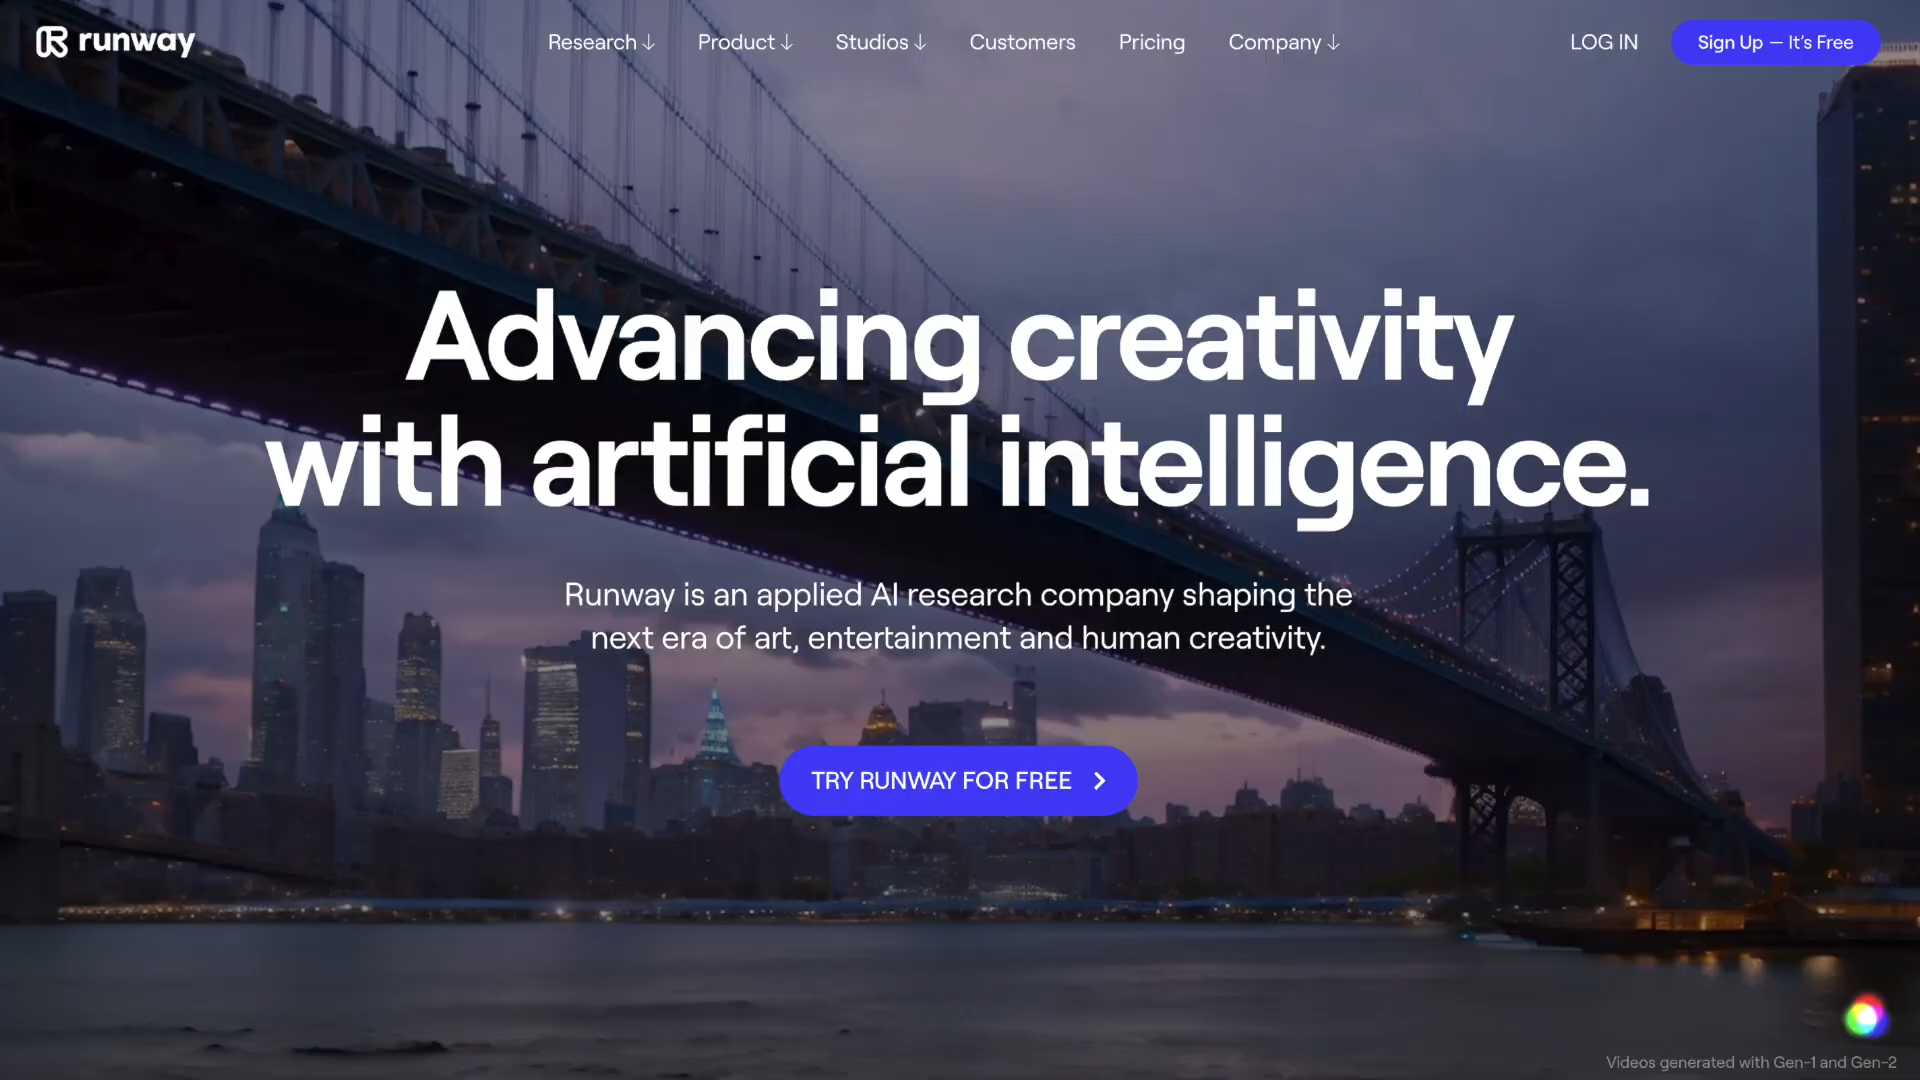 runway
Research ↓
Product ↓
Studios ↓
Customers
Pricing
Company ↓
LOG IN
Sign Up – It's Free
Advancing creativity
with artificial intelligence.
Runway is an applied AI research company shaping the
next era of art, entertainment and human creativity.
TRY RUNWAY FOR FREE
Videos generated with Gen-1 and Gen-2